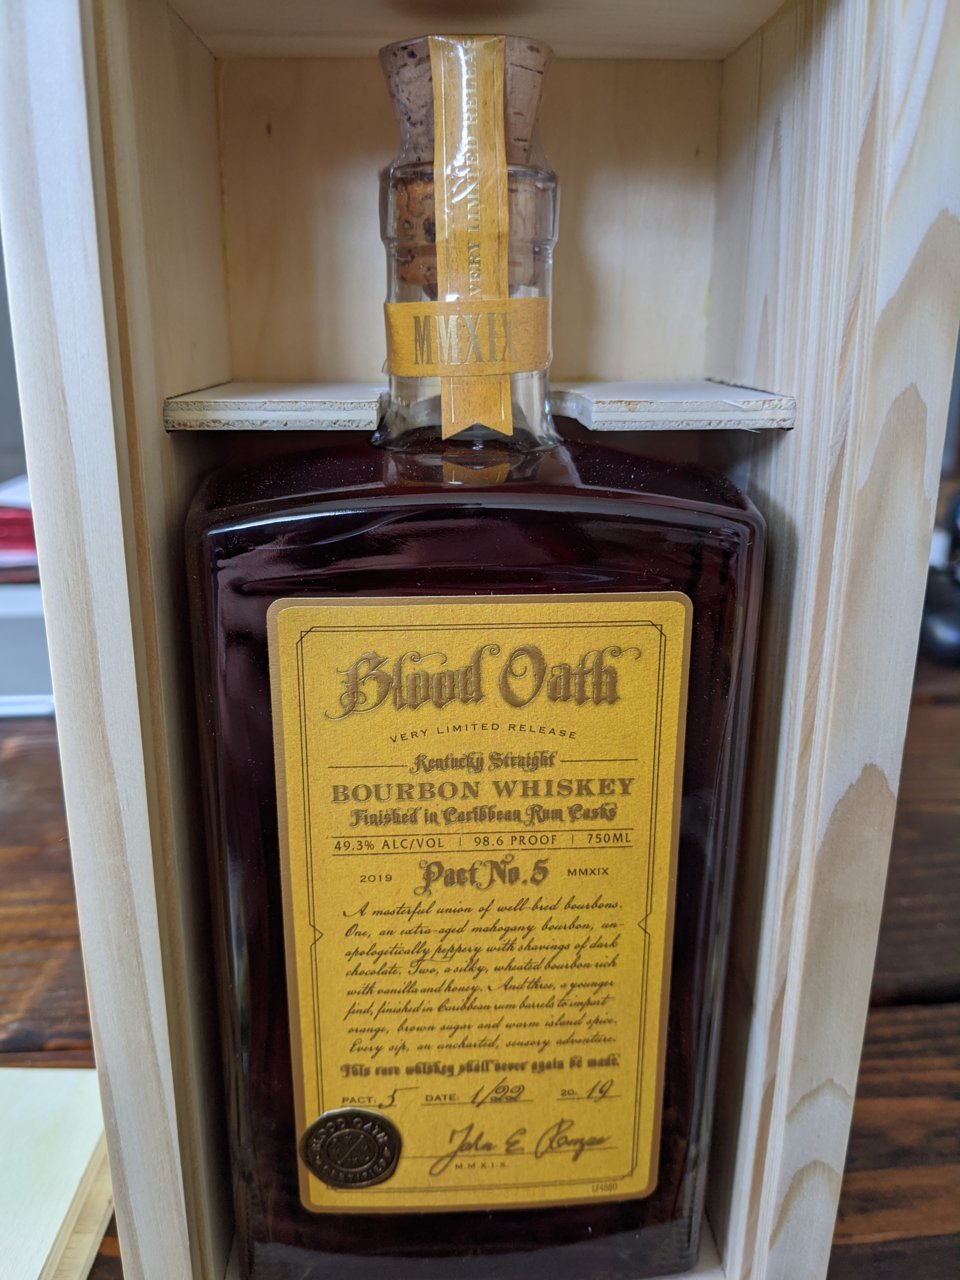 VERY LIMITED RELEASE
MMXIX
Blood Oath
VERY LIMITED RELEASE
Kentucky Straight
BOURBON WHISKEY
Finished in Caribbean Rum Casks
49.3% ALC/VOL | 98.6 PROOF | 750ML
2019 Pact No.5 MMXIX
A masterful union of well-bred bourbons.
One, an extra-aged mahogany bourbon, un-
apologetically peppery with shavings of dark
chocolate. Two, a silky, wheated bourbon rich
with vanilla and honey. And three, a younger
find, finished in Caribbean rum barrels to impart
orange, brown sugar and warm island spice.
Every sip, an uncharted, sensory adventure.
This rare whiskey shall never again be made.
PACT: 5 DATE: 1/22 20: 19
John E
MMXIX
BLOOD OATH
LF4880